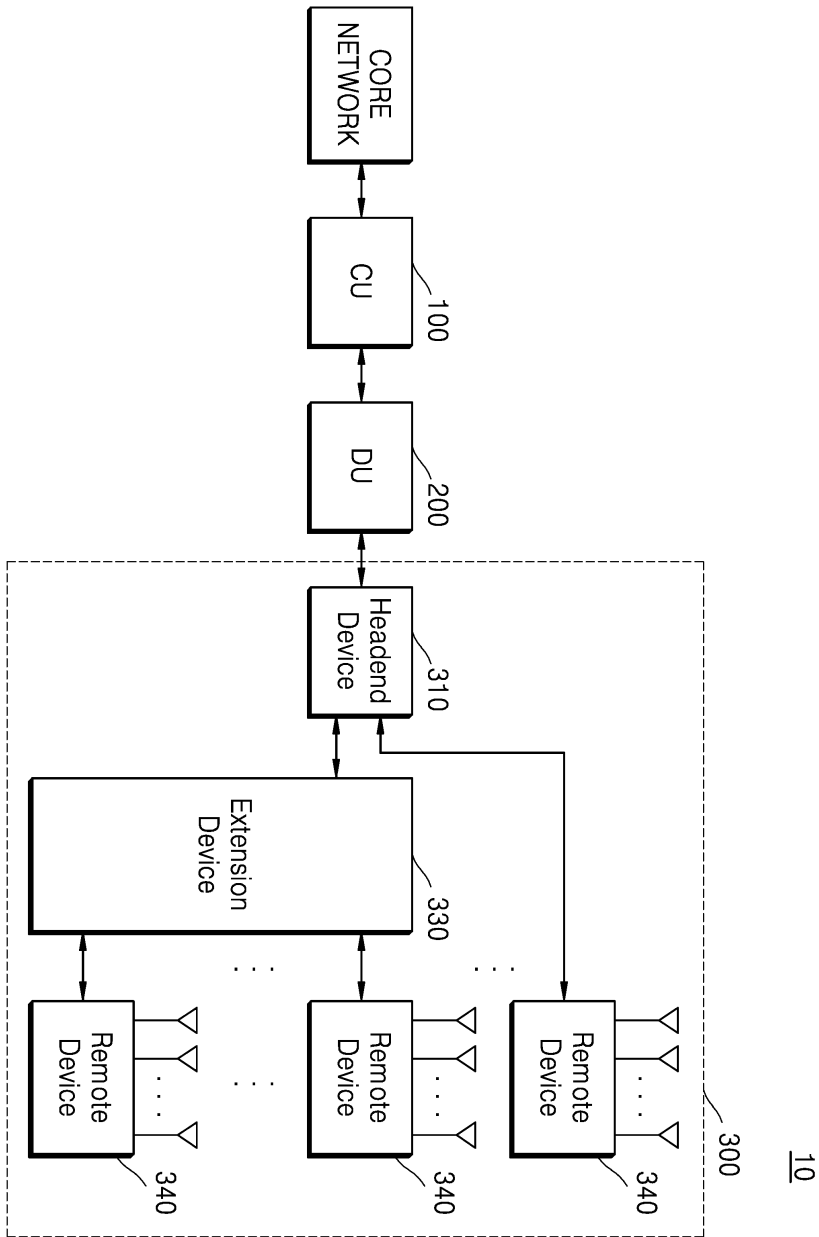 10
300
CORE
NETWORK
CU
100
DU
200
Headend
Device
310
Extension
Device
330
. . .
. . .
Remote
Device
340
. . .
Remote
Device
340
. . .
. . .
Remote
Device
340
. . .